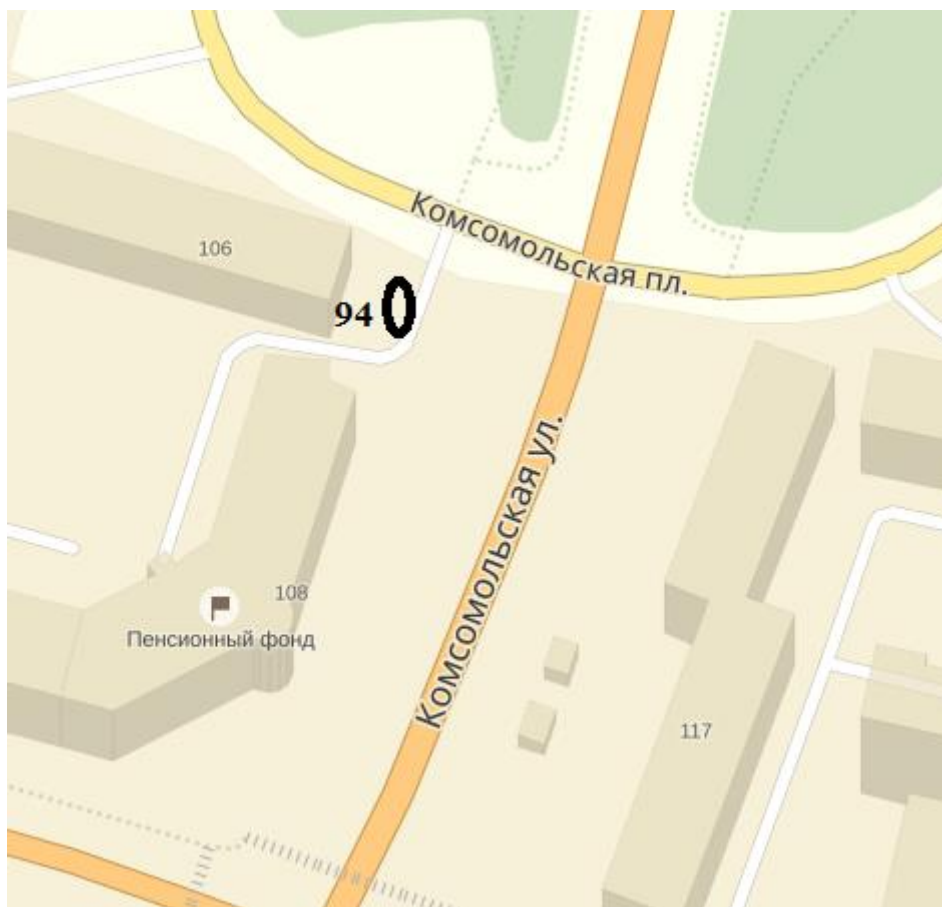 Комсомольская пл.
106
94
Комсомольская ул.
108
Пенсионный фонд
117